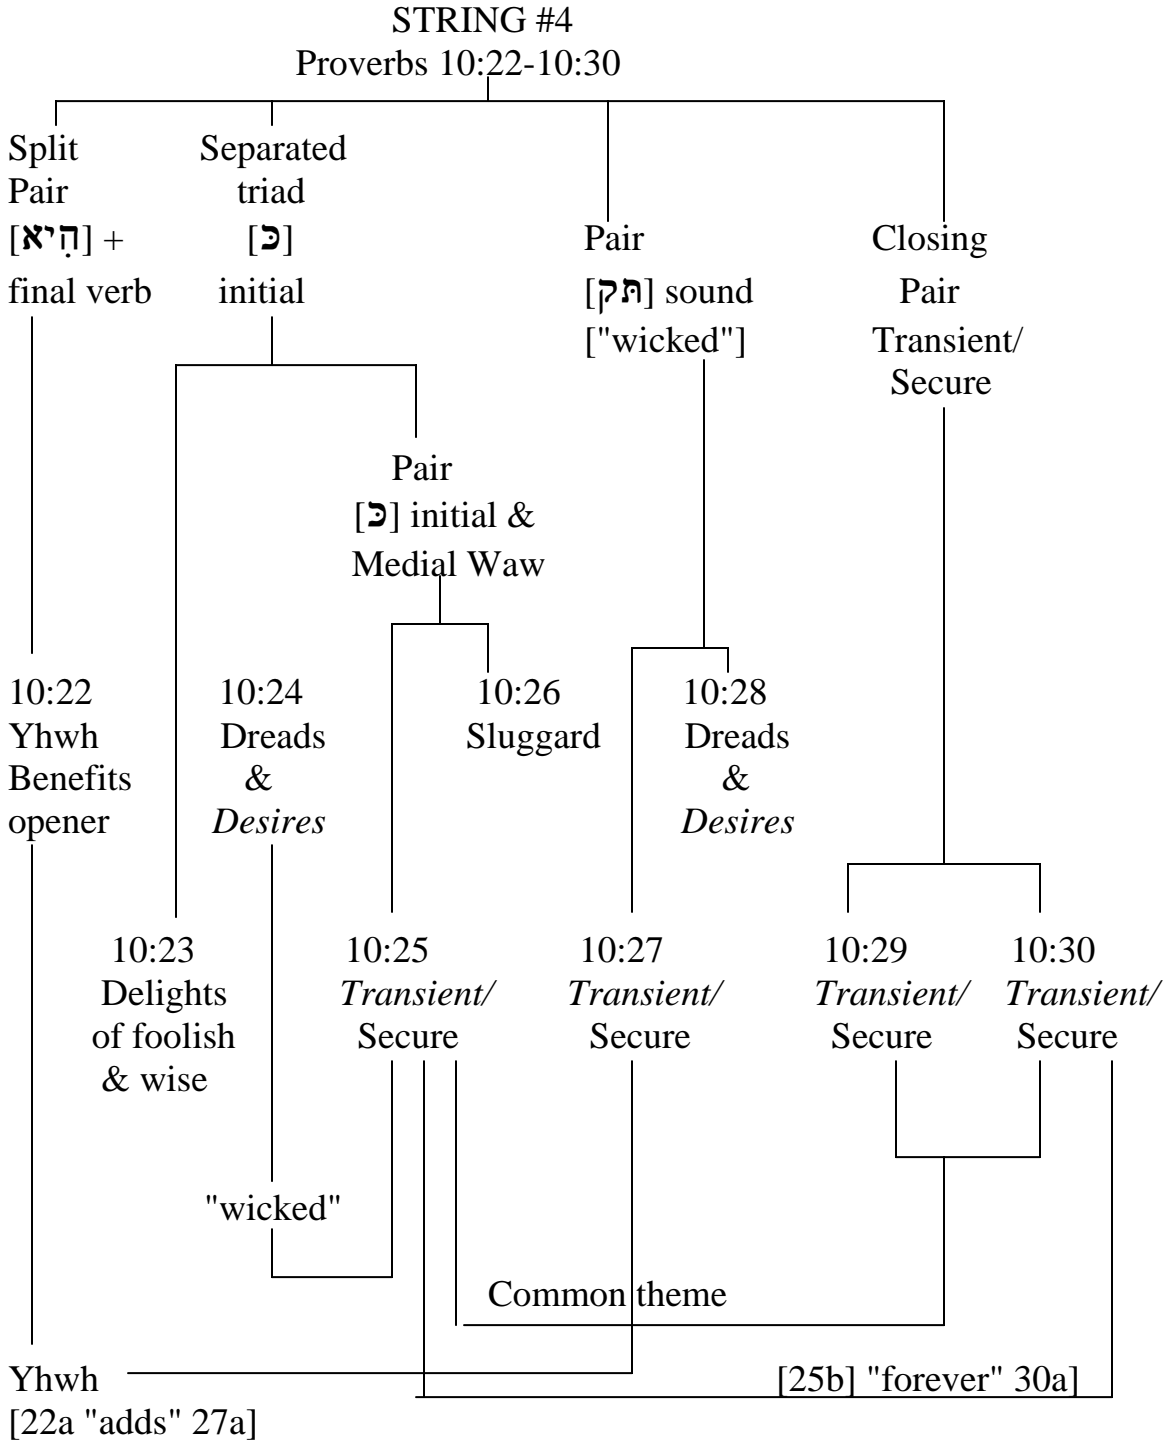 STRING #4
Proverbs 10:22-10:30
Split
Pair
[הִיא] +
final verb
Separated
triad
[כּ]
initial
Pair
[תּק] sound
["wicked"]
Closing
Pair
Transient/
Secure
Pair
[כּ] initial &
Medial Waw
10:22
Yhwh
Benefits
opener
10:24
Dreads
&
Desires
10:26
Sluggard
10:28
Dreads
&
Desires
10:23
Delights
of foolish
& wise
10:25
Transient/
Secure
10:27
Transient/
Secure
10:29
Transient/
Secure
10:30
Transient/
Secure
"wicked"
Common theme
Yhwh
[22a "adds" 27a]
[25b] "forever" 30a]